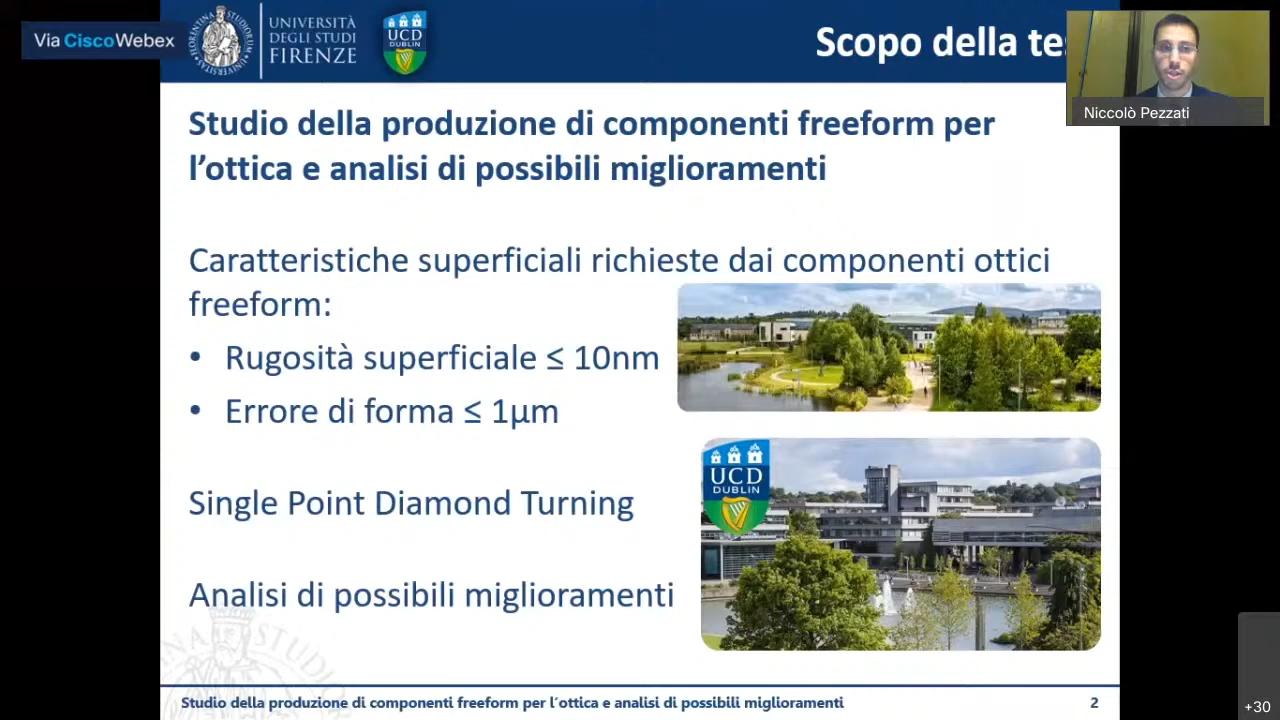 Via CiscoWebex
UNIVERSITÀ
DEGLI STUDI
FIRENZE
UCD
DUBLIN
Scopo della te
Niccolò Pezzati
Studio della produzione di componenti freeform per
l’ottica e analisi di possibili miglioramenti
Caratteristiche superficiali richieste dai componenti ottici
freeform:
• Rugosità superficiale ≤ 10nm
• Errore di forma ≤ 1µm
UCD
DUBLIN
Single Point Diamond Turning
Analisi di possibili miglioramenti
Studio della produzione di componenti freeform per l’ottica e analisi di possibili miglioramenti
2
+30